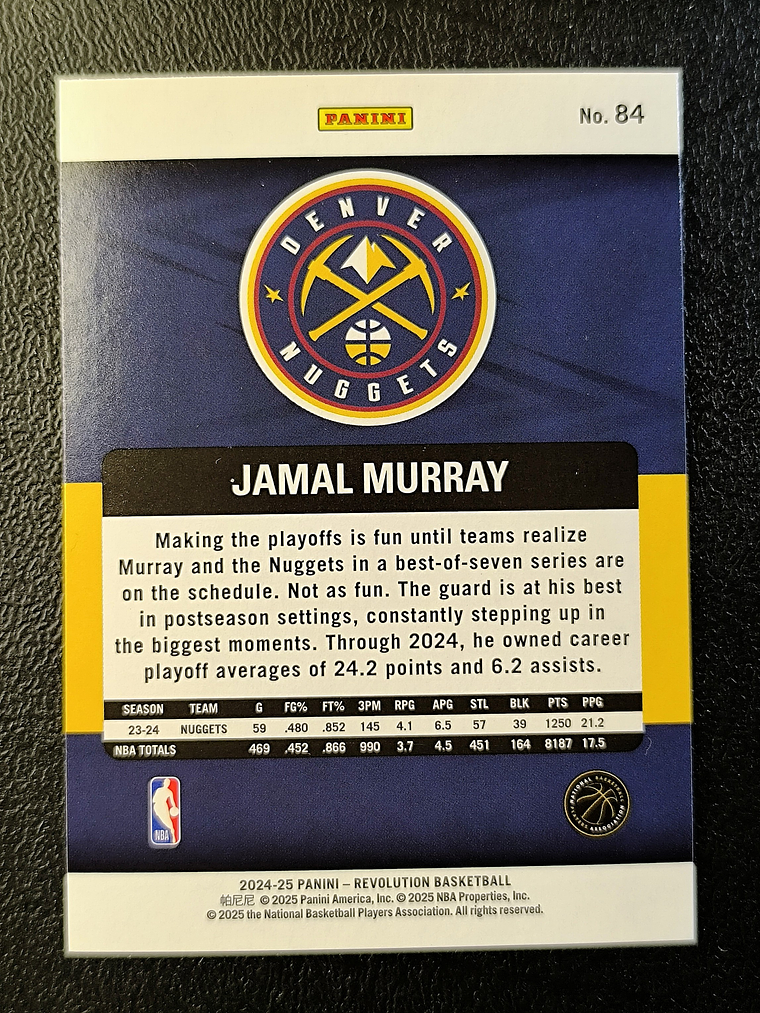 PANINI
No. 84
DENVER
NUGGETS
JAMAL MURRAY
Making the playoffs is fun until teams realize
Murray and the Nuggets in a best-of-seven series are
on the schedule. Not as fun. The guard is at his best
in postseason settings, constantly stepping up in
the biggest moments. Through 2024, he owned career
playoff averages of 24.2 points and 6.2 assists.
SEASON TEAM G FG% FT% 3PM RPG APG STL BLK PTS PPG
23-24 NUGGETS 59 .480 .852 145 4.1 6.5 57 39 1250 21.2
NBA TOTALS 469 .452 .866 990 3.7 4.5 451 164 8187 17.5
NBA
NATIONAL BASKETBALL
PLAYERS ASSOCIATION
2024-25 PANINI – REVOLUTION BASKETBALL
帕尼尼 © 2025 Panini America, Inc. © 2025 NBA Properties, Inc.
© 2025 the National Basketball Players Association. All rights reserved.